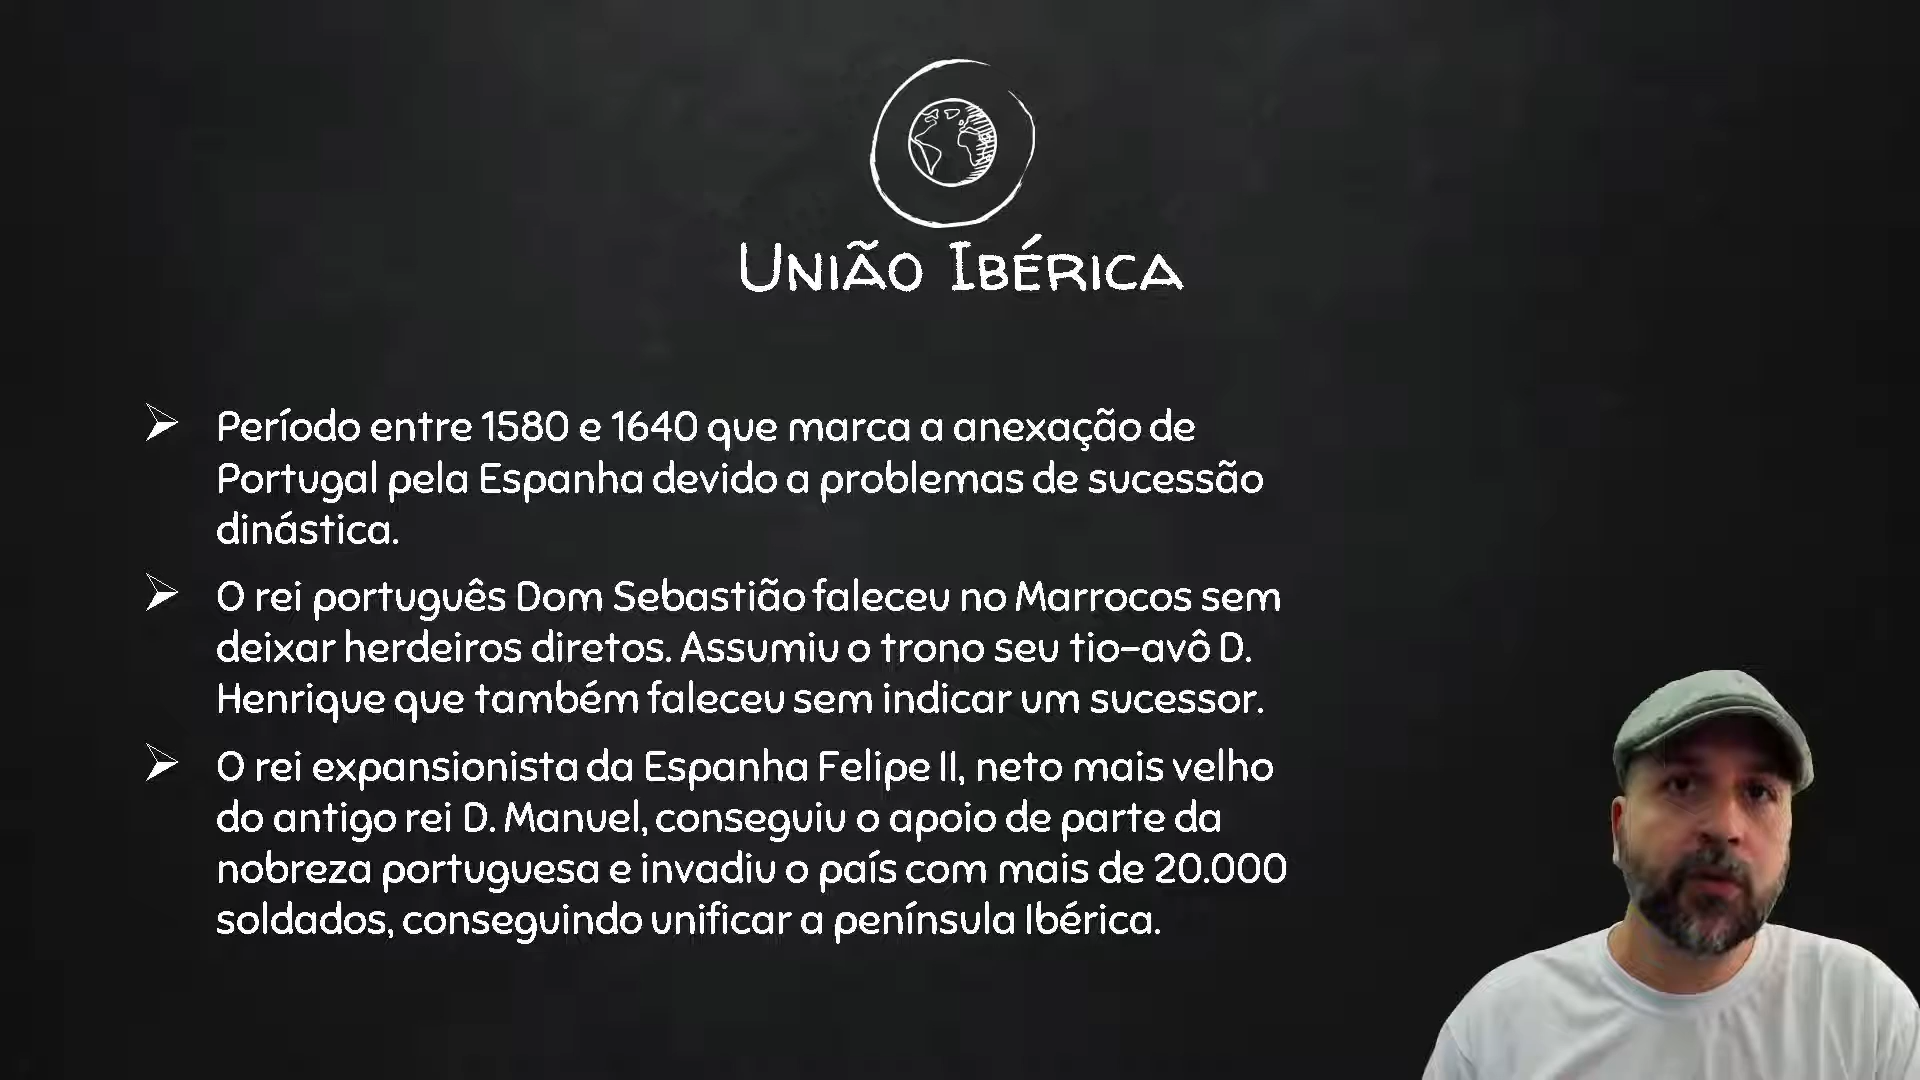 União Ibérica
Período entre 1580 e 1640 que marca a anexação de
Portugal pela Espanha devido a problemas de sucessão
dinástica.
O rei português Dom Sebastião faleceu no Marrocos sem
deixar herdeiros diretos. Assumiu o trono seu tio-avô D.
Henrique que também faleceu sem indicar um sucessor.
O rei expansionista da Espanha Felipe II, neto mais velho
do antigo rei D. Manuel, conseguiu o apoio de parte da
nobreza portuguesa e invadiu o país com mais de 20.000
soldados, conseguindo unificar a península Ibérica.